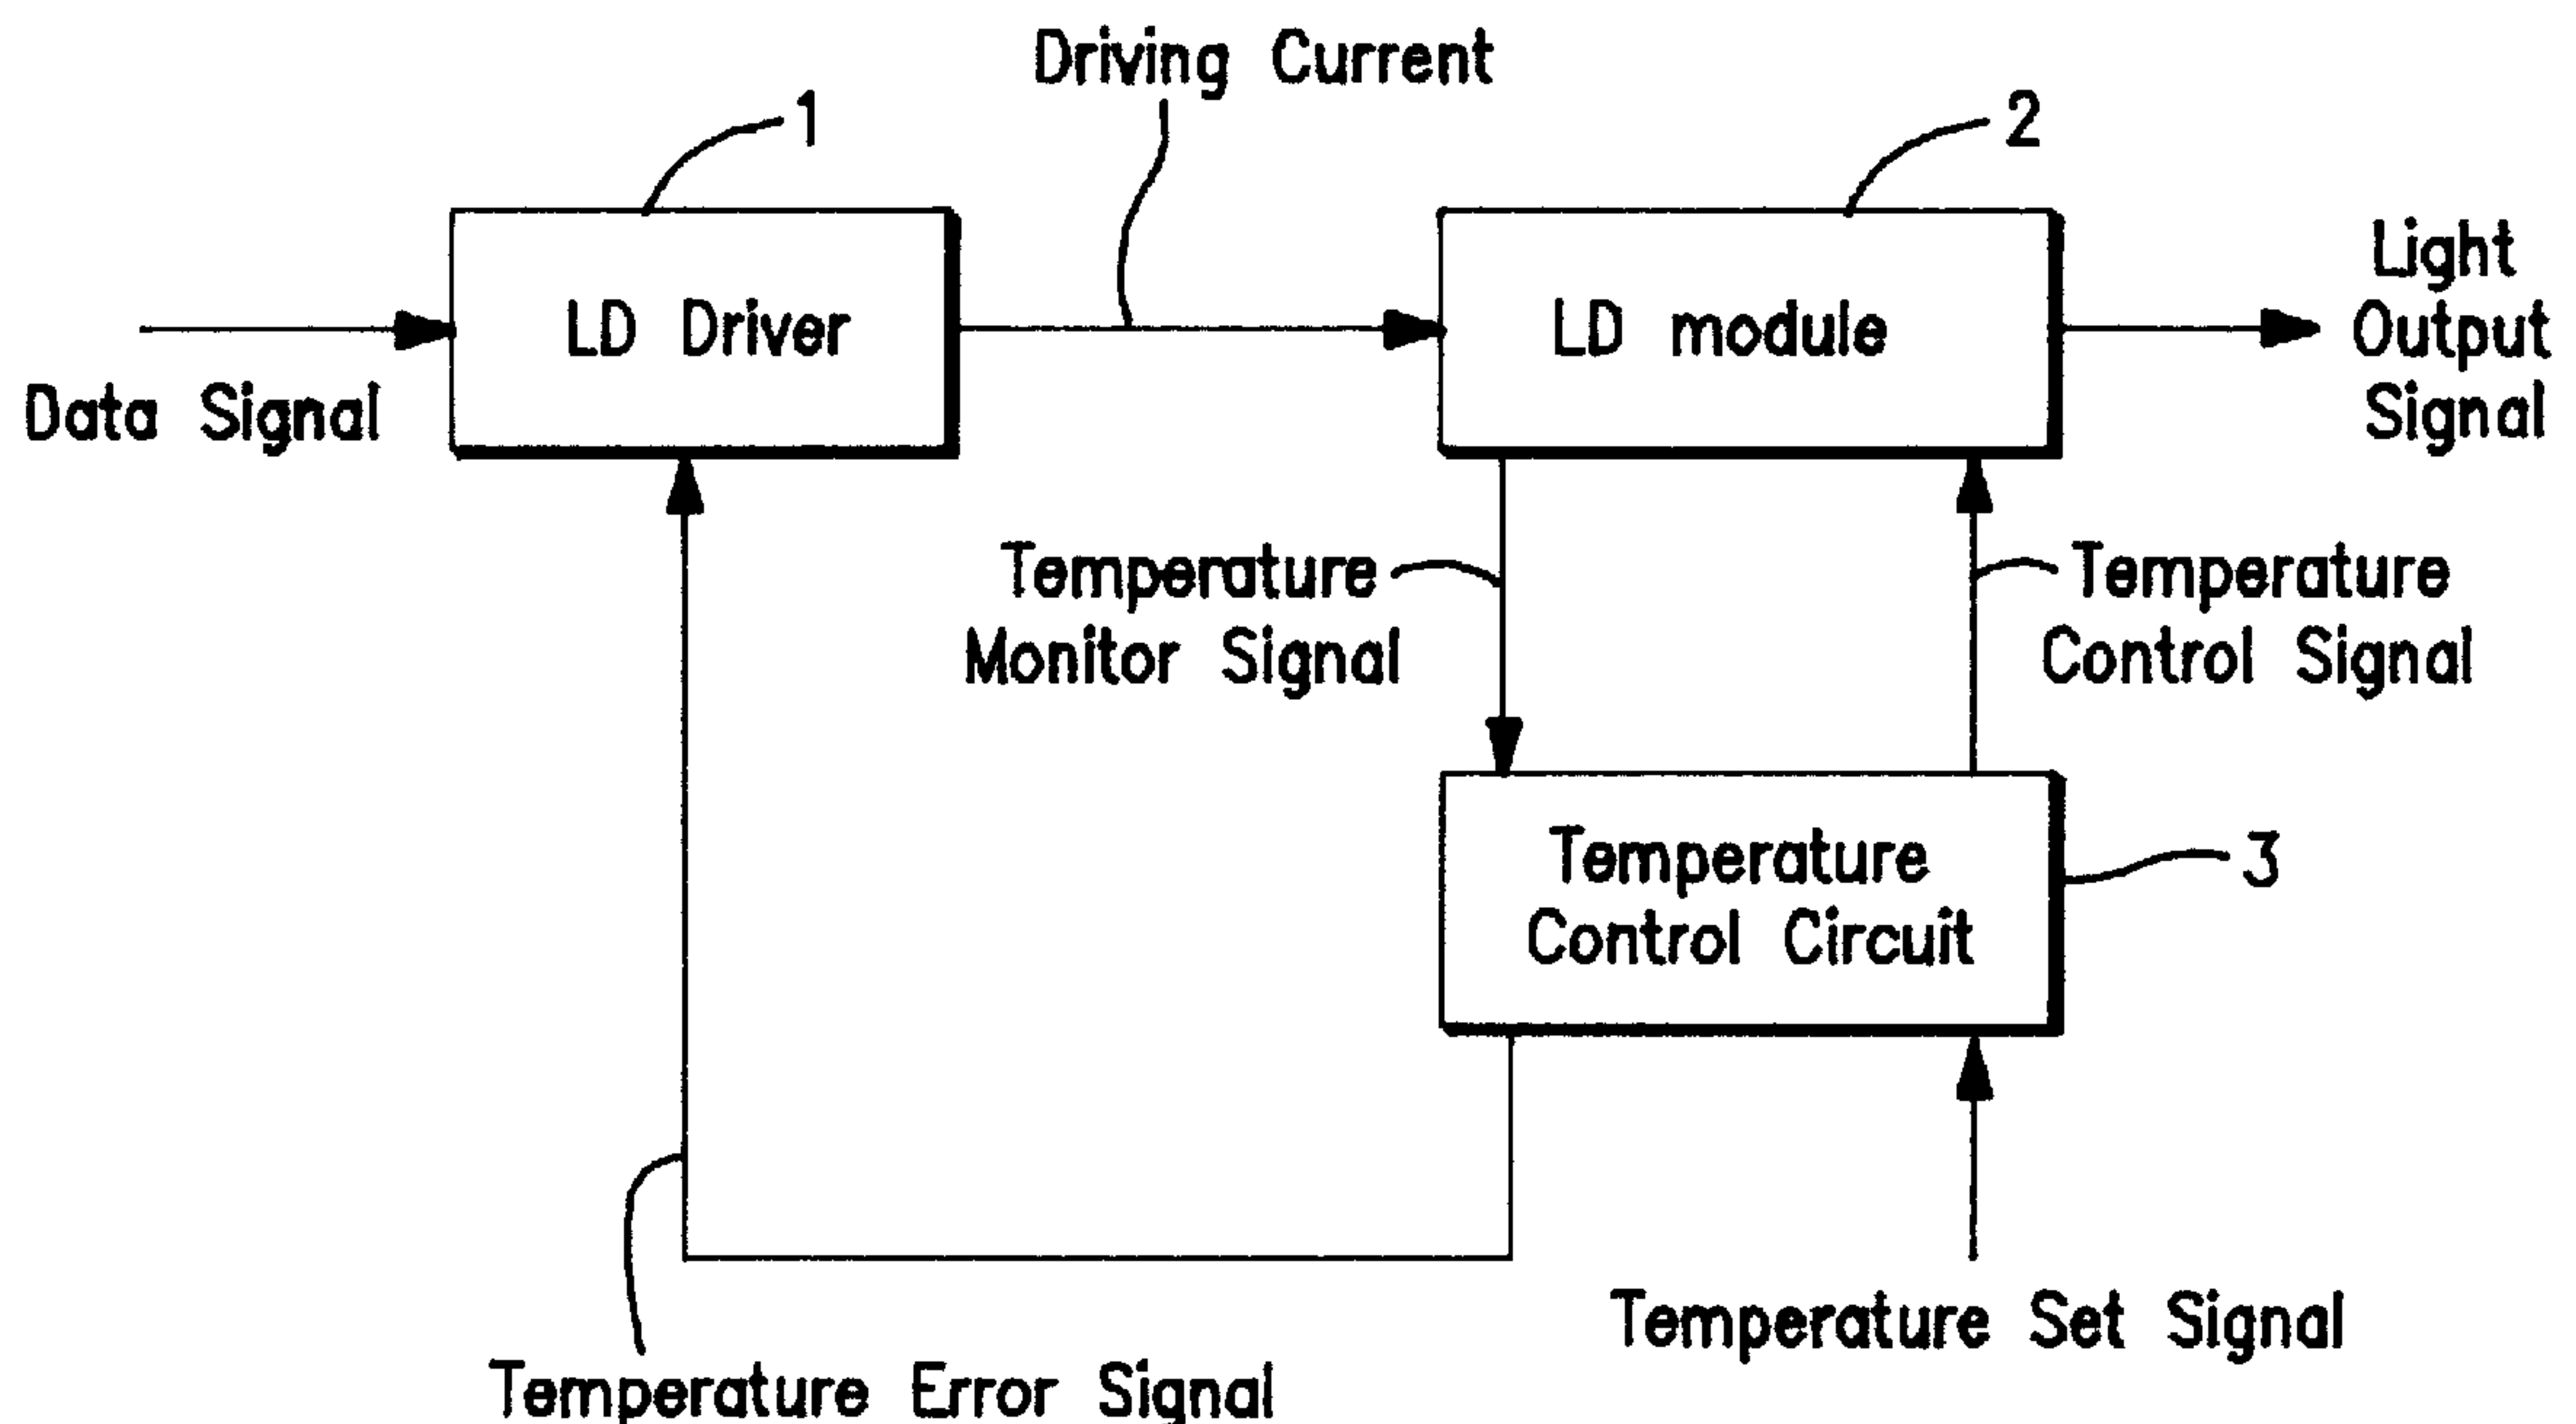 Driving Current
1
2
LD Driver
LD module
Light
Output
Signal
Data Signal
Temperature
Monitor Signal
Temperature
Control Signal
Temperature
Control Circuit
3
Temperature Set Signal
Temperature Error Signal